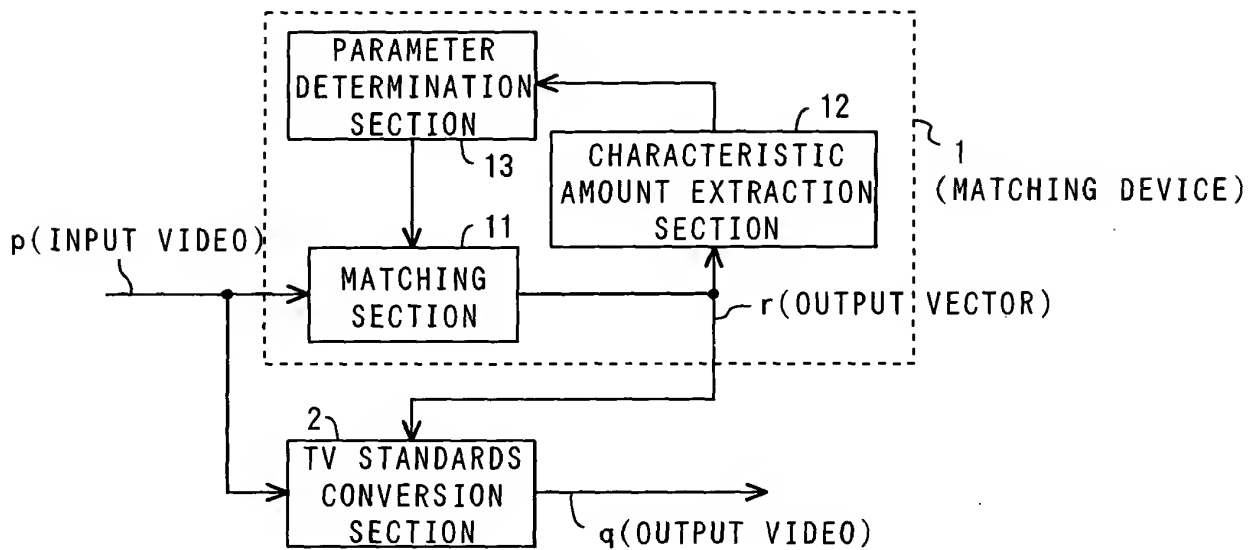 PARAMETER
DETERMINATION
SECTION
13
12
CHARACTERISTIC
AMOUNT EXTRACTION
SECTION
1
(MATCHING DEVICE)
p(INPUT VIDEO)
11
MATCHING
SECTION
r(OUTPUT VECTOR)
2
TV STANDARDS
CONVERSION
SECTION
q(OUTPUT VIDEO)